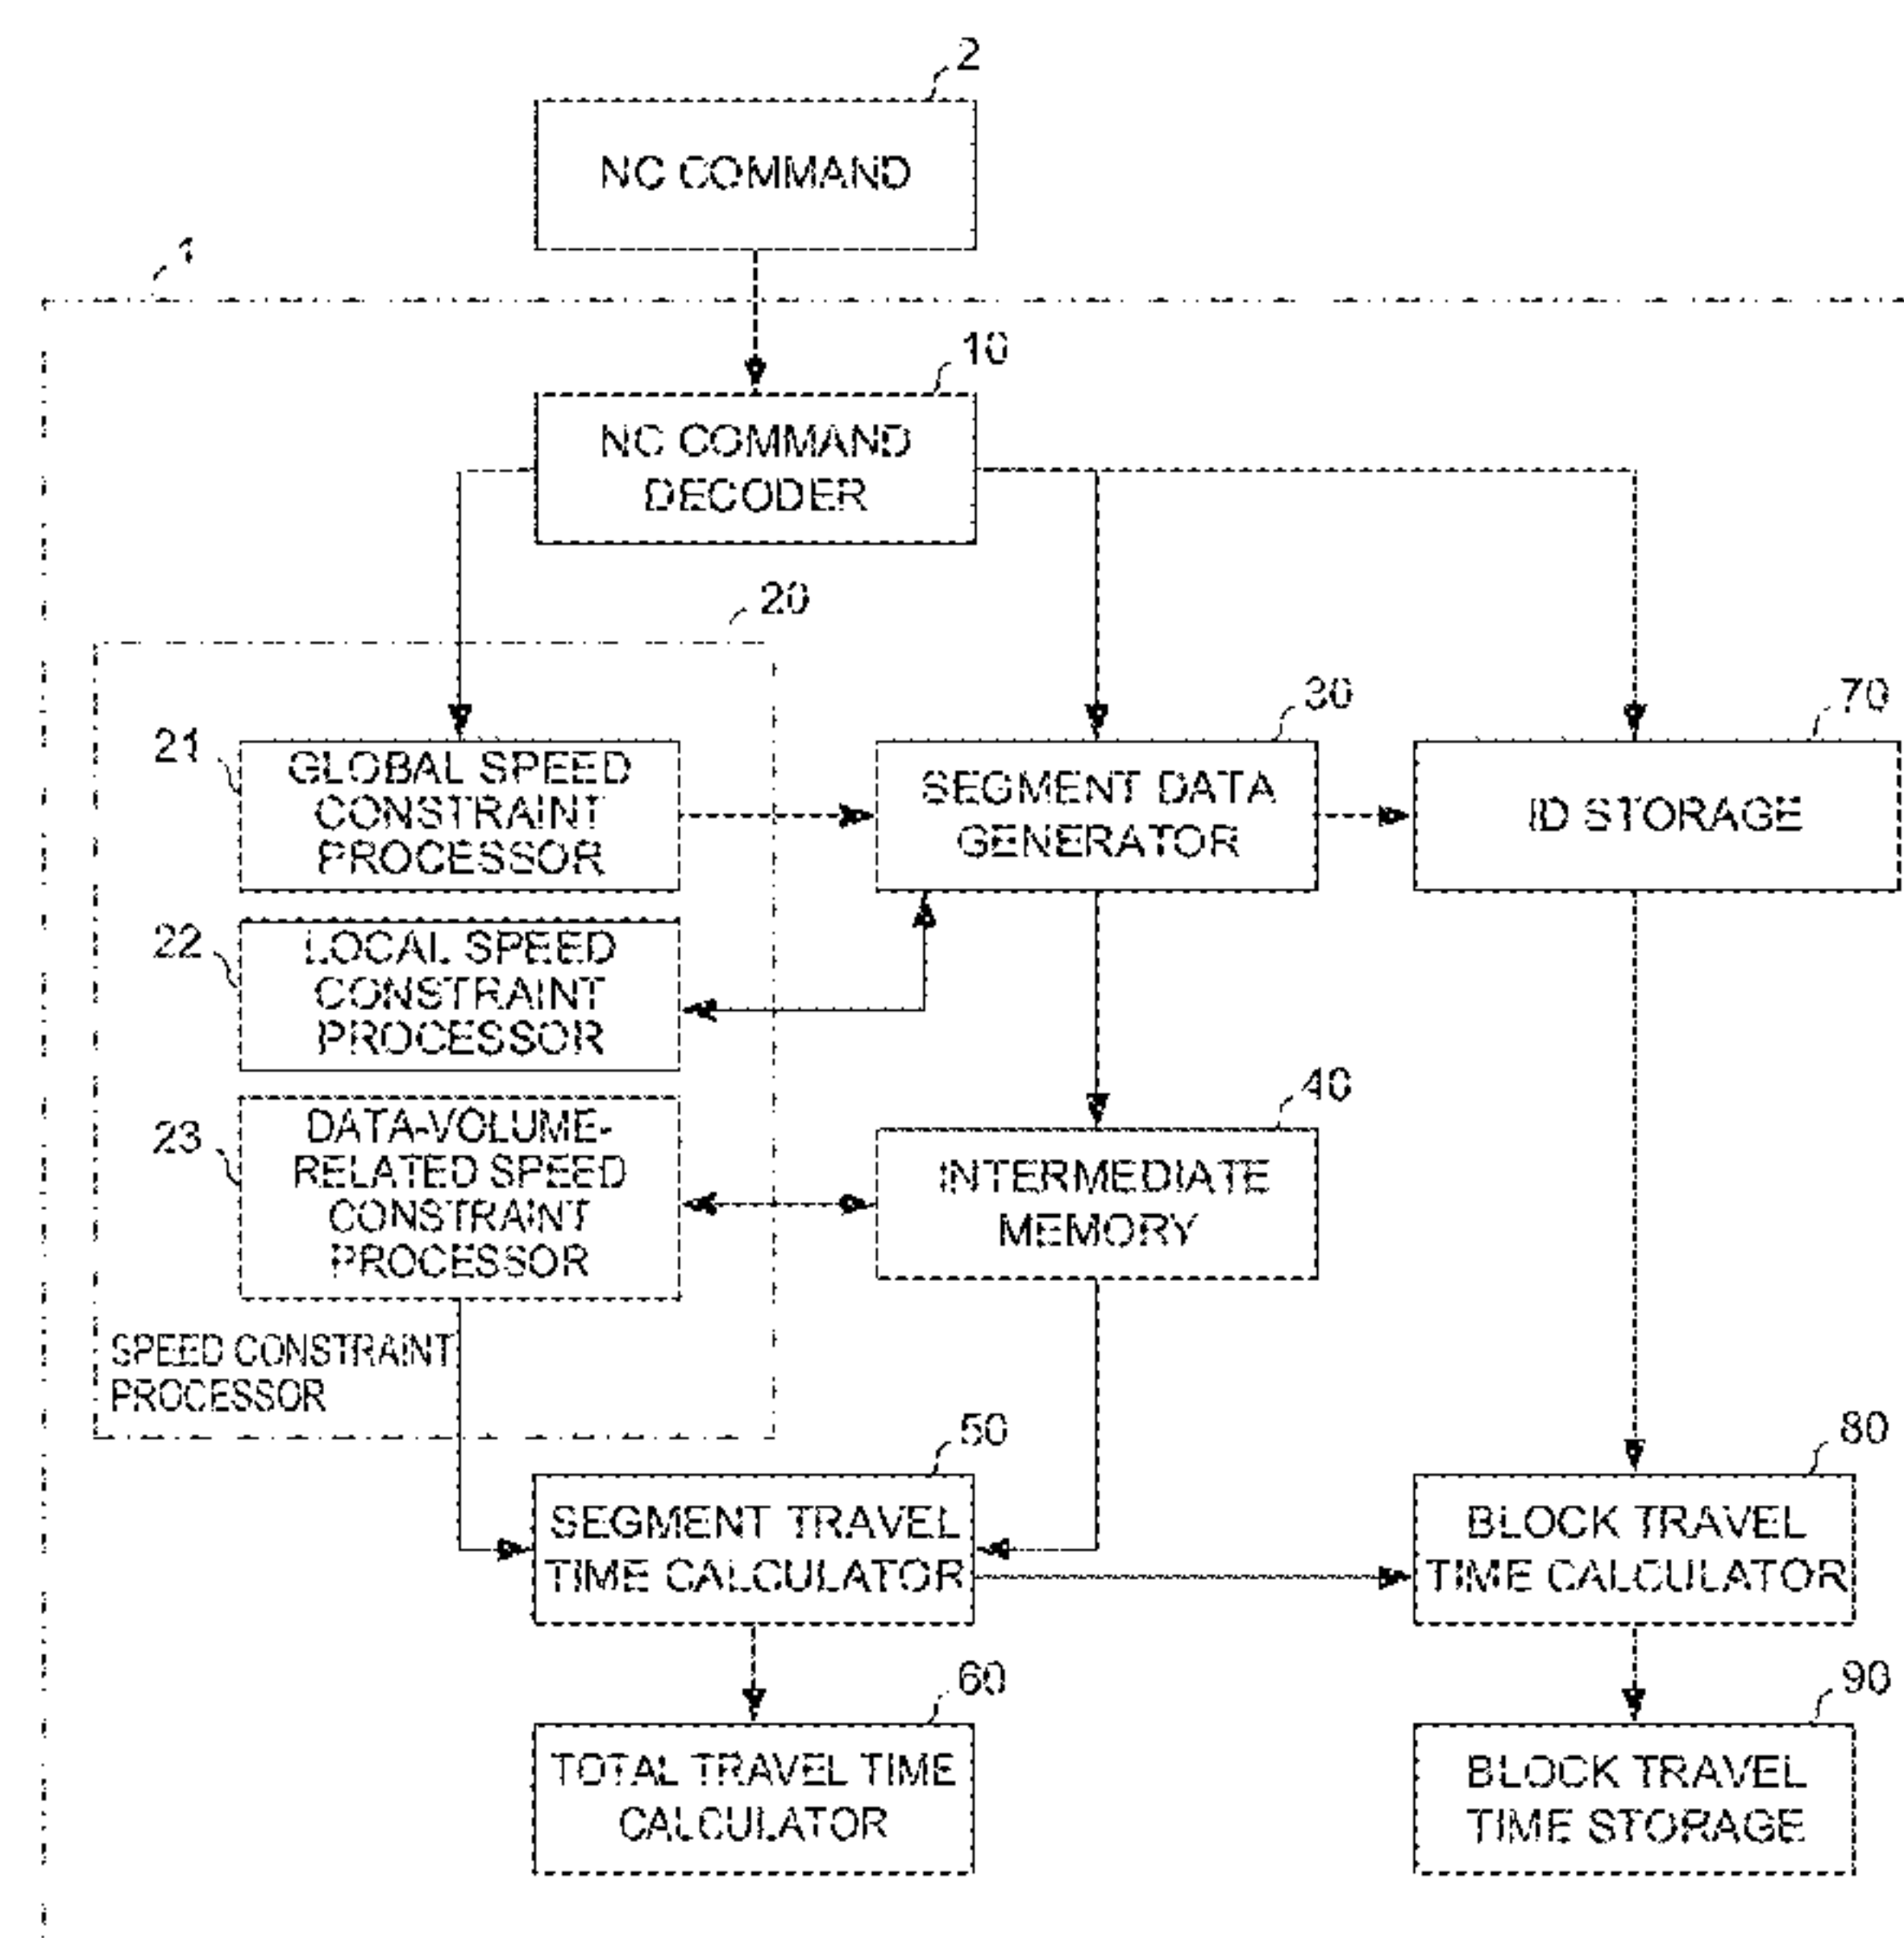 2
NC COMMAND
1
10
NC COMMAND
DECODER
20
30
70
21
GLOBAL SPEED
CONSTRAINT
PROCESSOR
SEGMENT DATA
GENERATOR
ID STORAGE
22
LOCAL SPEED
CONSTRAINT
PROCESSOR
40
23
DATA-VOLUME-
RELATED SPEED
CONSTRAINT
PROCESSOR
INTERMEDIATE
MEMORY
SPEED CONSTRAINT
PROCESSOR
50
80
SEGMENT TRAVEL
TIME CALCULATOR
BLOCK TRAVEL
TIME CALCULATOR
60
90
TOTAL TRAVEL TIME
CALCULATOR
BLOCK TRAVEL
TIME STORAGE